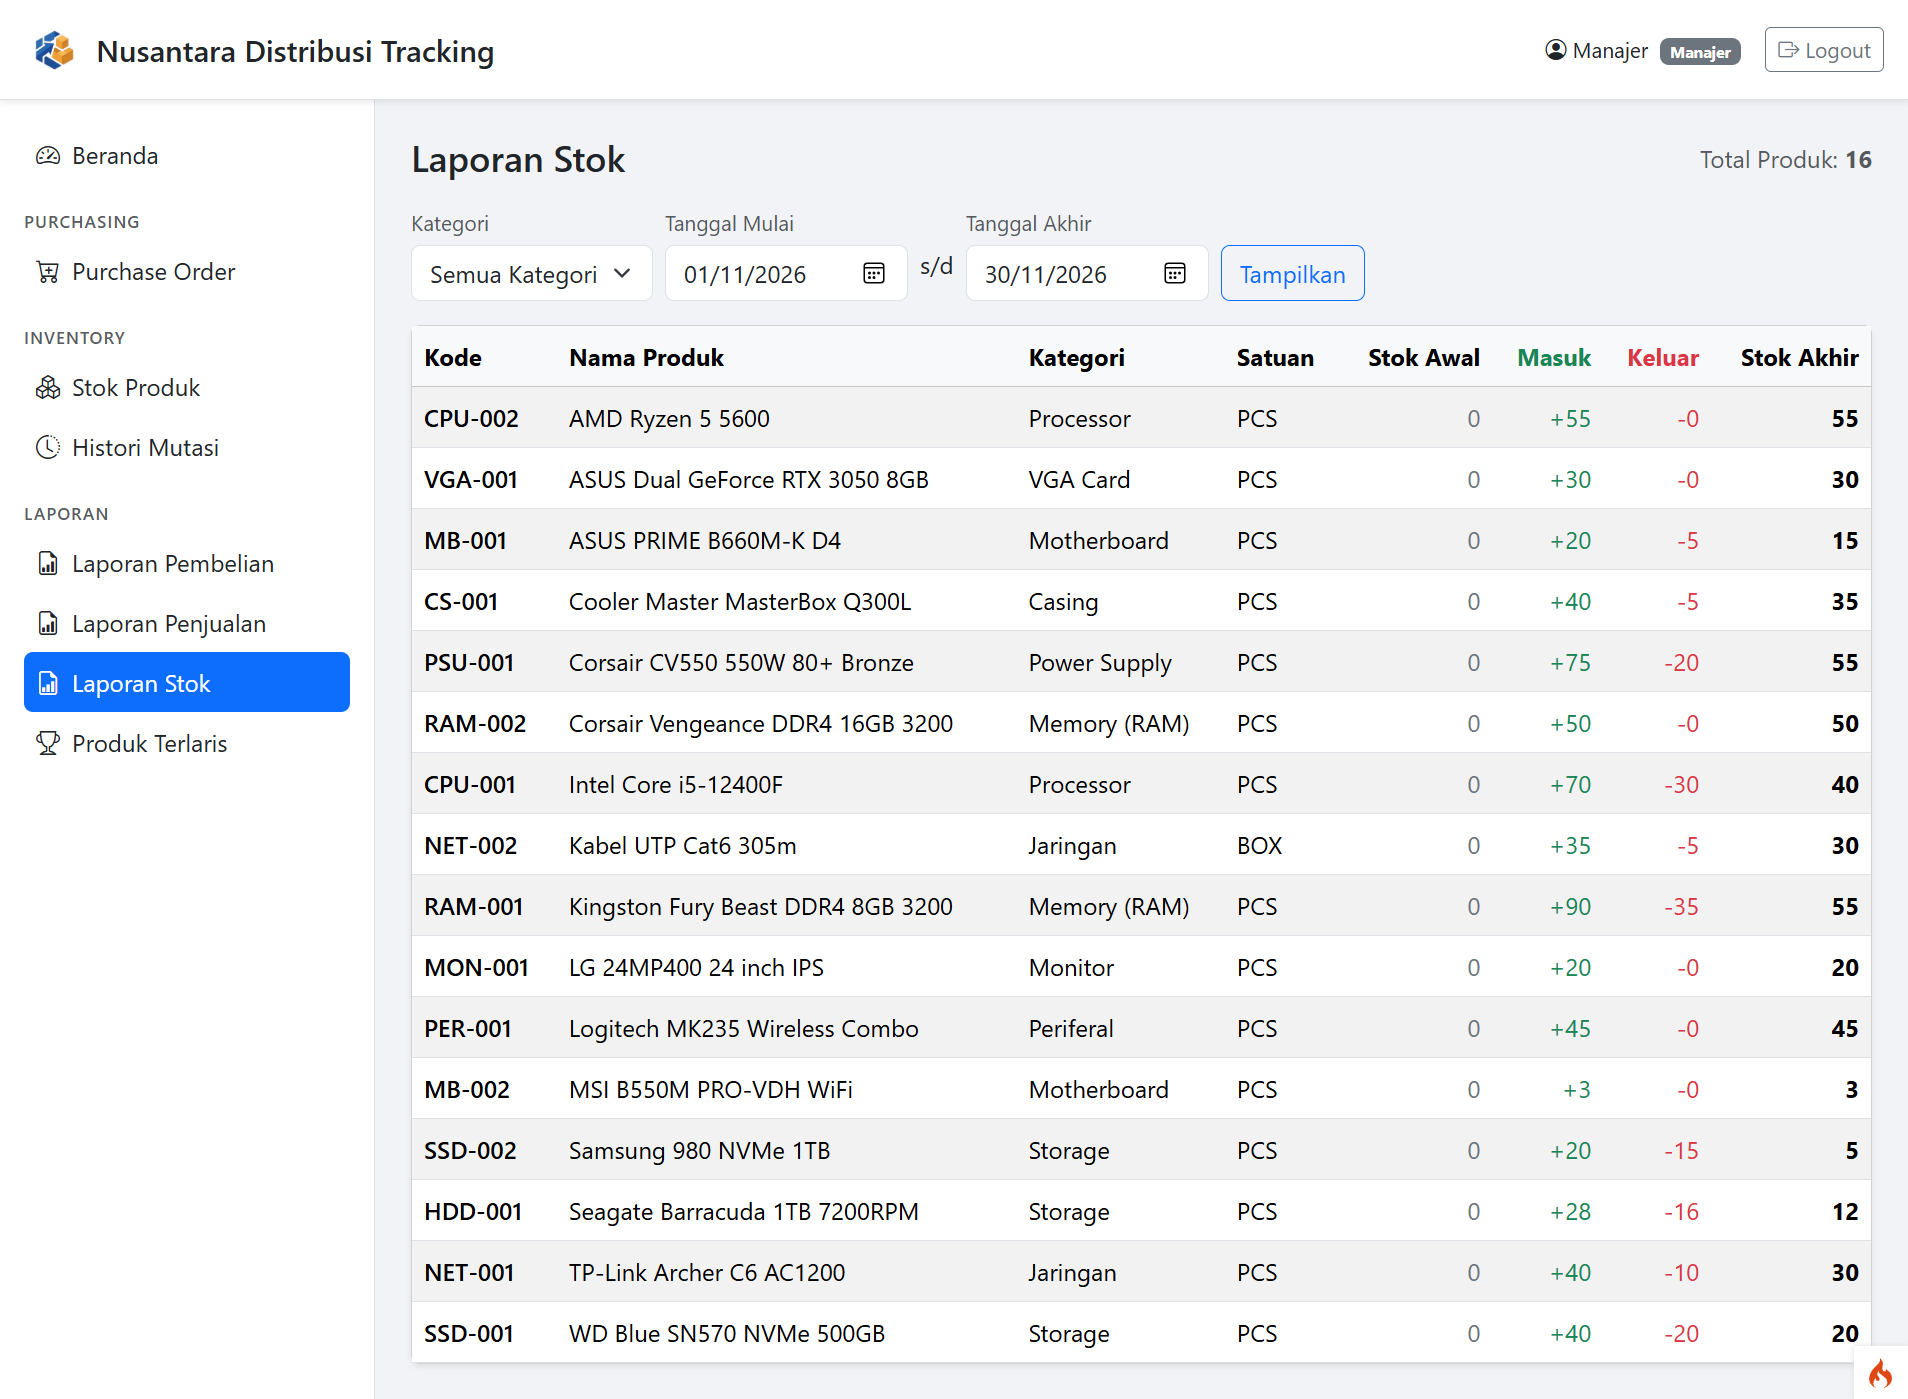 Nusantara Distribusi Tracking
Manajer Manajer Logout
Beranda
PURCHASING
Purchase Order
INVENTORY
Stok Produk
Histori Mutasi
LAPORAN
Laporan Pembelian
Laporan Penjualan
Laporan Stok
Produk Terlaris
Laporan Stok
Total Produk: 16
Kategori Tanggal Mulai Tanggal Akhir
Semua Kategori 01/11/2026 s/d 30/11/2026 Tampilkan
Kode Nama Produk Kategori Satuan Stok Awal Masuk Keluar Stok Akhir
CPU-002 AMD Ryzen 5 5600 Processor PCS 0 +55 -0 55
VGA-001 ASUS Dual GeForce RTX 3050 8GB VGA Card PCS 0 +30 -0 30
MB-001 ASUS PRIME B660M-K D4 Motherboard PCS 0 +20 -5 15
CS-001 Cooler Master MasterBox Q300L Casing PCS 0 +40 -5 35
PSU-001 Corsair CV550 550W 80+ Bronze Power Supply PCS 0 +75 -20 55
RAM-002 Corsair Vengeance DDR4 16GB 3200 Memory (RAM) PCS 0 +50 -0 50
CPU-001 Intel Core i5-12400F Processor PCS 0 +70 -30 40
NET-002 Kabel UTP Cat6 305m Jaringan BOX 0 +35 -5 30
RAM-001 Kingston Fury Beast DDR4 8GB 3200 Memory (RAM) PCS 0 +90 -35 55
MON-001 LG 24MP400 24 inch IPS Monitor PCS 0 +20 -0 20
PER-001 Logitech MK235 Wireless Combo Periferal PCS 0 +45 -0 45
MB-002 MSI B550M PRO-VDH WiFi Motherboard PCS 0 +3 -0 3
SSD-002 Samsung 980 NVMe 1TB Storage PCS 0 +20 -15 5
HDD-001 Seagate Barracuda 1TB 7200RPM Storage PCS 0 +28 -16 12
NET-001 TP-Link Archer C6 AC1200 Jaringan PCS 0 +40 -10 30
SSD-001 WD Blue SN570 NVMe 500GB Storage PCS 0 +40 -20 20